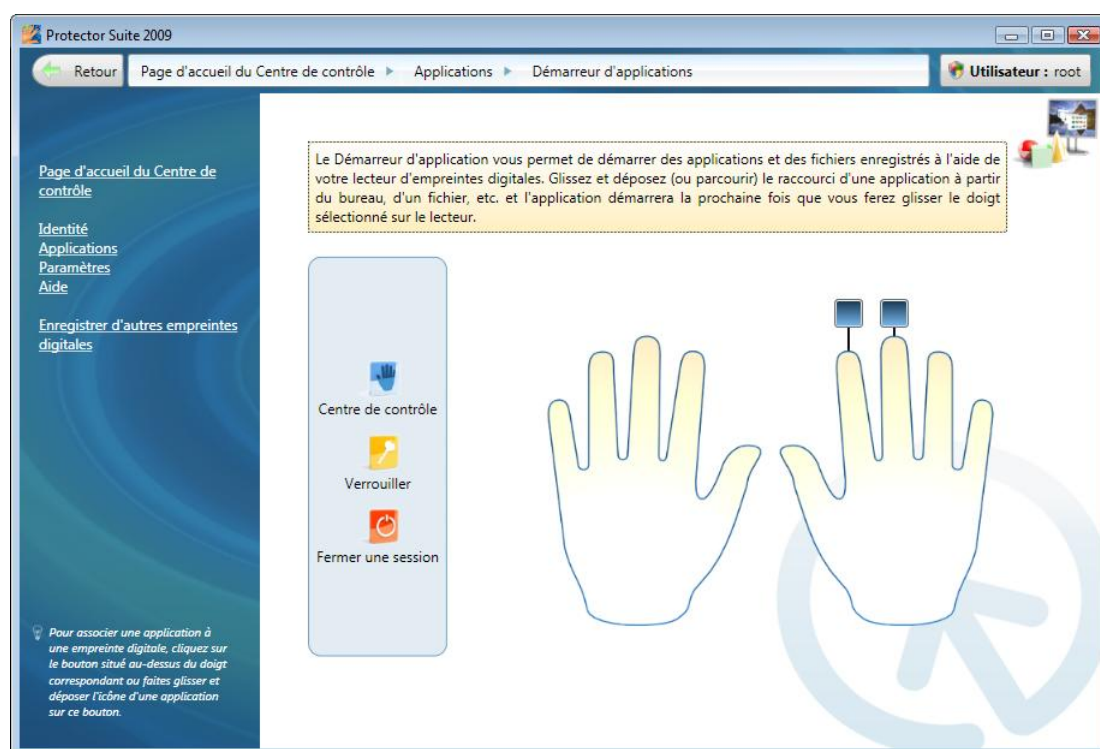 Protector Suite 2009
Retour
Page d'accueil du Centre de contrôle
Applications
Démarreur d'applications
Utilisateur : root
Le Démarreur d'application vous permet de démarrer des applications et des fichiers enregistrés à l'aide de
votre lecteur d'empreintes digitales. Glissez et déposez (ou parcourir) le raccourci d'une application à partir
du bureau, d'un fichier, etc. et l'application démarrera la prochaine fois que vous ferez glisser le doigt
sélectionné sur le lecteur.
Page d'accueil du Centre de
contrôle
Identité
Applications
Paramètres
Aide
Enregistrer d'autres empreintes
digitales
Centre de contrôle
Verrouiller
Fermer une session
Pour associer une application à
une empreinte digitale, cliquez sur
le bouton situé au-dessus du doigt
correspondant ou faites glisser et
déposer l'icône d'une application
sur ce bouton.